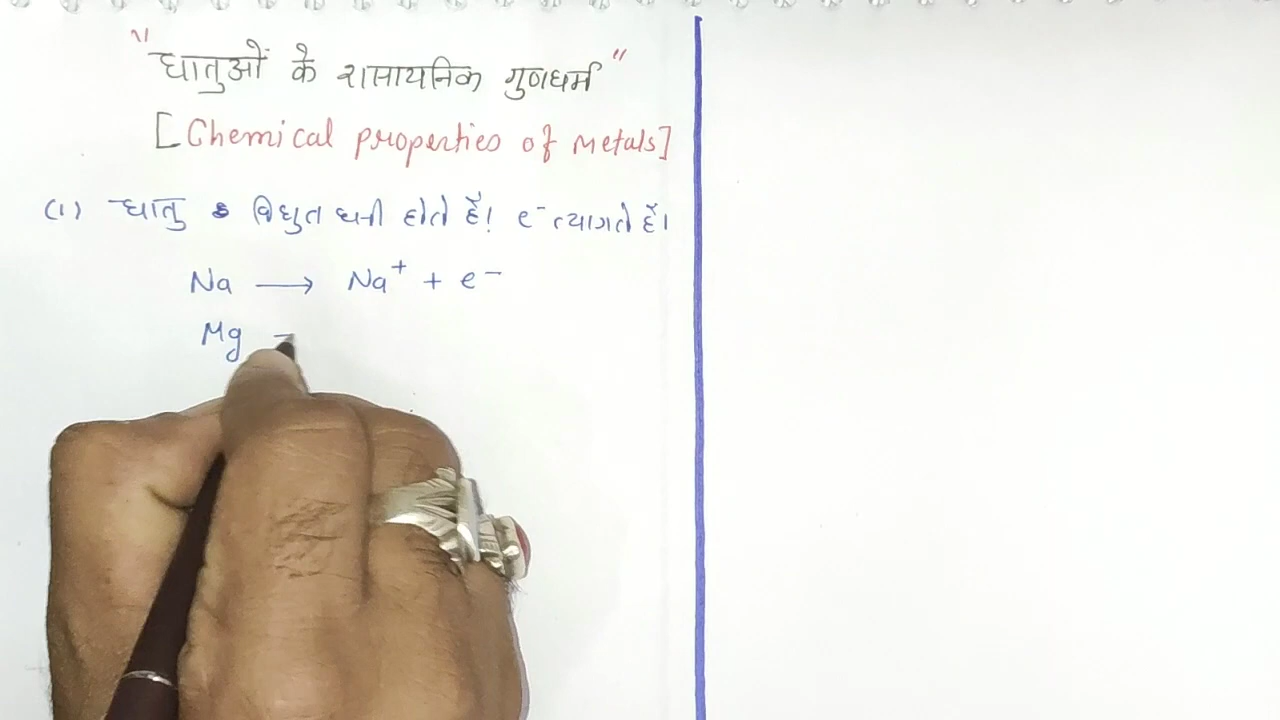 "धातुओं के रासायनिक गुणधर्म"
[Chemical properties of metals]
(1) धातु विधुत धनी होते हैं! e⁻ त्यागते हैं।
Na ⟶ Na⁺ + e⁻
Mg